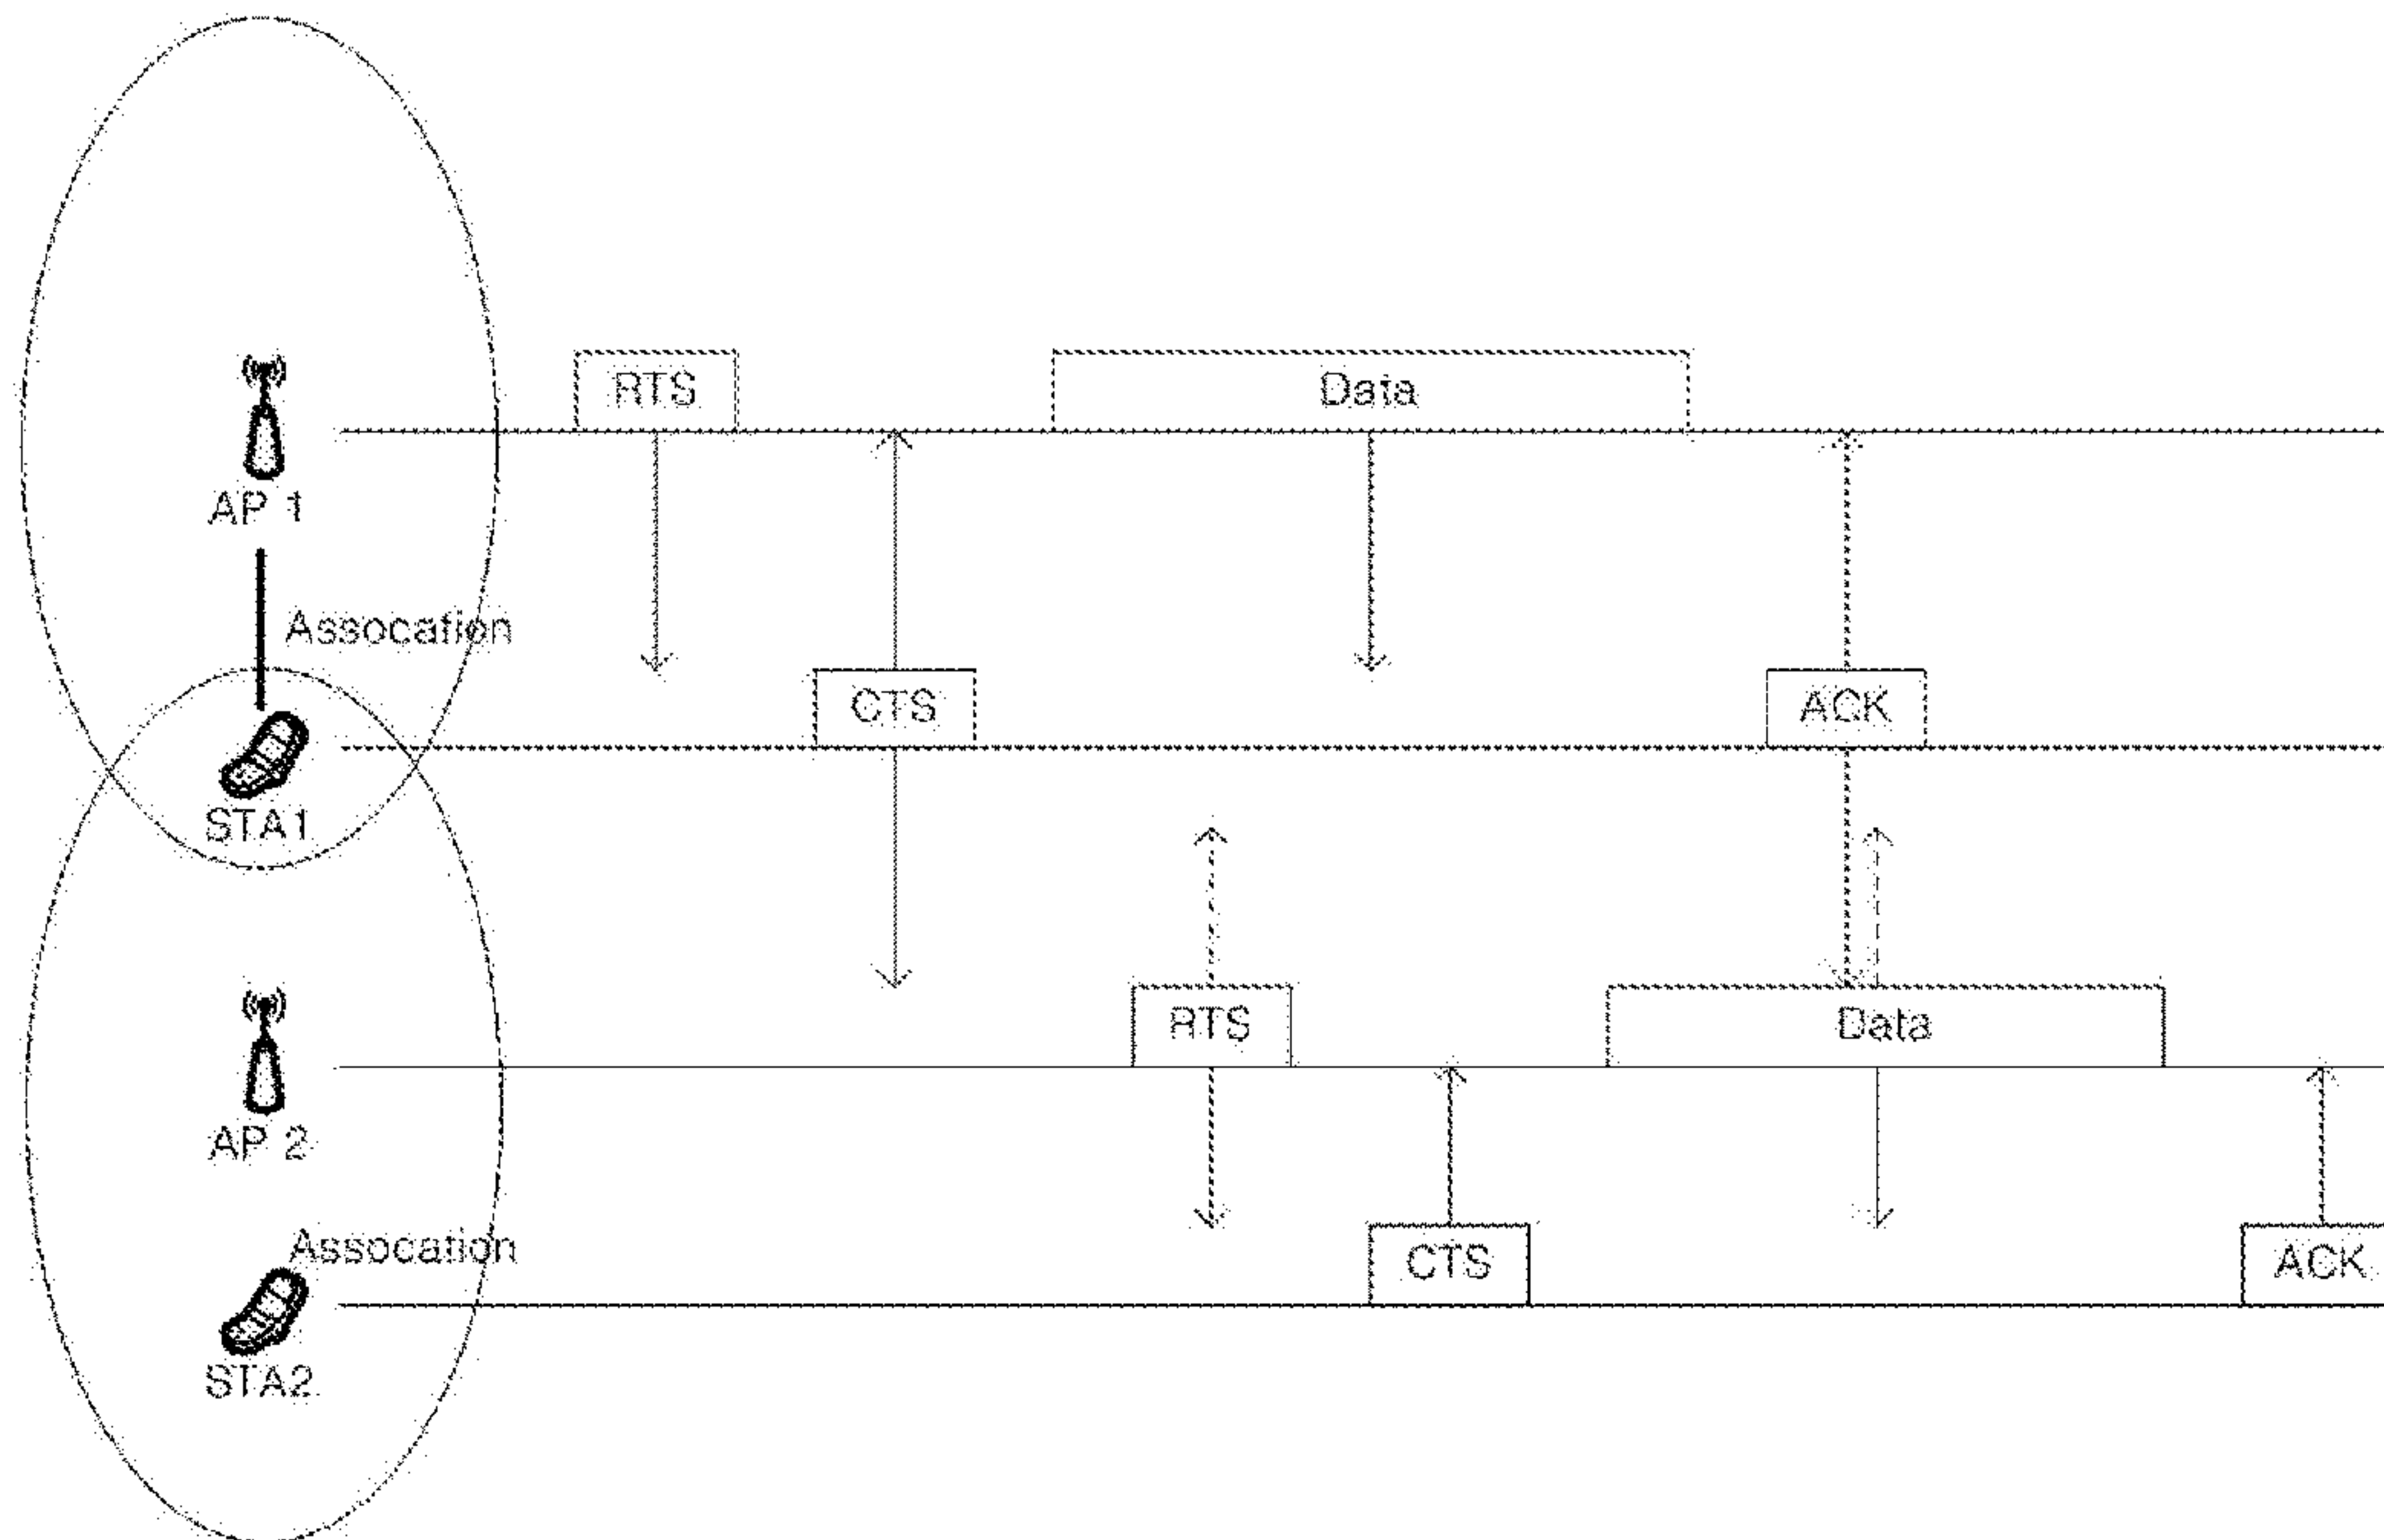 RTS
Data
AP 1
Assocation
CTS
ACK
STA1
RTS
Data
AP 2
Assocation
CTS
ACK
STA2